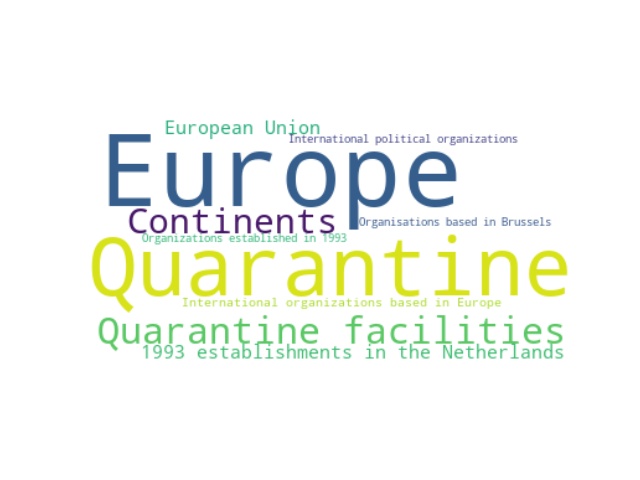 European Union
International political organizations
Europe
Continents
Organisations based in Brussels
Organizations established in 1993
Quarantine
International organizations based in Europe
Quarantine facilities
1993 establishments in the Netherlands